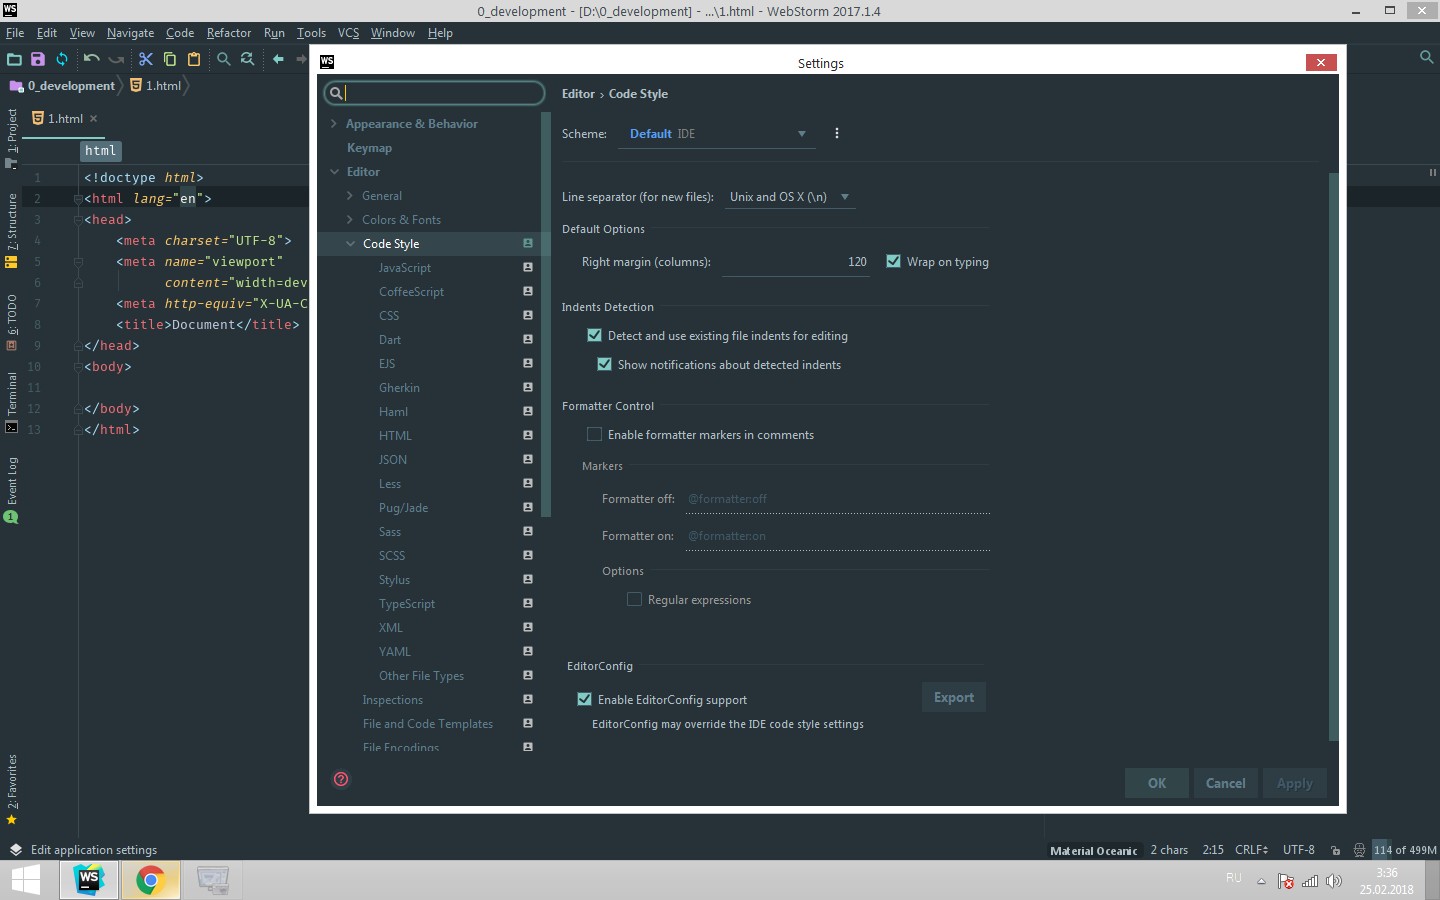 WS
0_development - [D:\0_development] - ...\1.html - WebStorm 2017.1.4
File Edit View Navigate Code Refactor Run Tools VCS Window Help
0_development 1.html
1.html
html
1 <!doctype html>
2 <html lang="en">
3 <head>
4 <meta charset="UTF-8">
5 <meta name="viewport"
6 content="width=dev
7 <meta http-equiv="X-UA-C
8 <title>Document</title>
9 </head>
10 <body>
11
12 </body>
13 </html>
1: Project
7: Structure
6: TODO
Terminal
Event Log
1
2: Favorites
WS
Settings
Appearance & Behavior
Keymap
Editor
General
Colors & Fonts
Code Style
JavaScript
CoffeeScript
CSS
Dart
EJS
Gherkin
Haml
HTML
JSON
Less
Pug/Jade
Sass
SCSS
Stylus
TypeScript
XML
YAML
Other File Types
Inspections
File and Code Templates
File Encodings
Editor › Code Style
Scheme: Default IDE
Line separator (for new files): Unix and OS X (\n)
Default Options
Right margin (columns): 120 Wrap on typing
Indents Detection
Detect and use existing file indents for editing
Show notifications about detected indents
Formatter Control
Enable formatter markers in comments
Markers
Formatter off: @formatter:off
Formatter on: @formatter:on
Options
Regular expressions
EditorConfig
Enable EditorConfig support Export
EditorConfig may override the IDE code style settings
? OK Cancel Apply
Edit application settings Material Oceanic 2 chars 2:15 CRLF UTF-8 114 of 499M
WS RU 3:36
25.02.2018